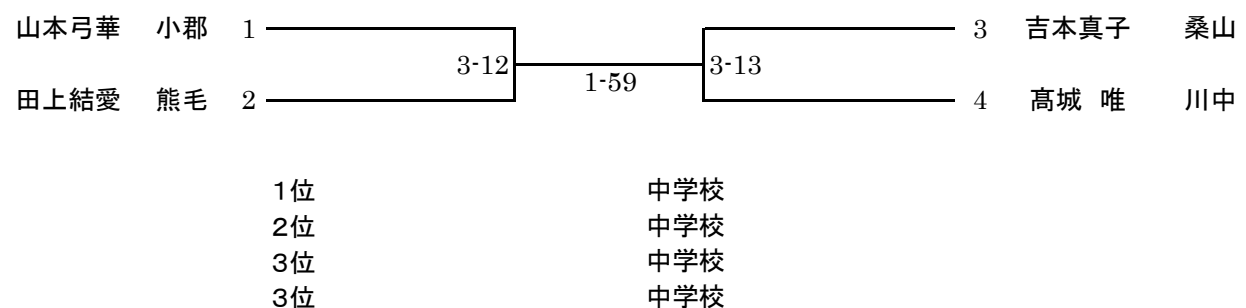 山本弓華 小郡 1 3 吉本真子 桑山
3-12 3-13
1-59
田上結愛 熊毛 2 4 髙城 唯 川中
1位 中学校
2位 中学校
3位 中学校
3位 中学校